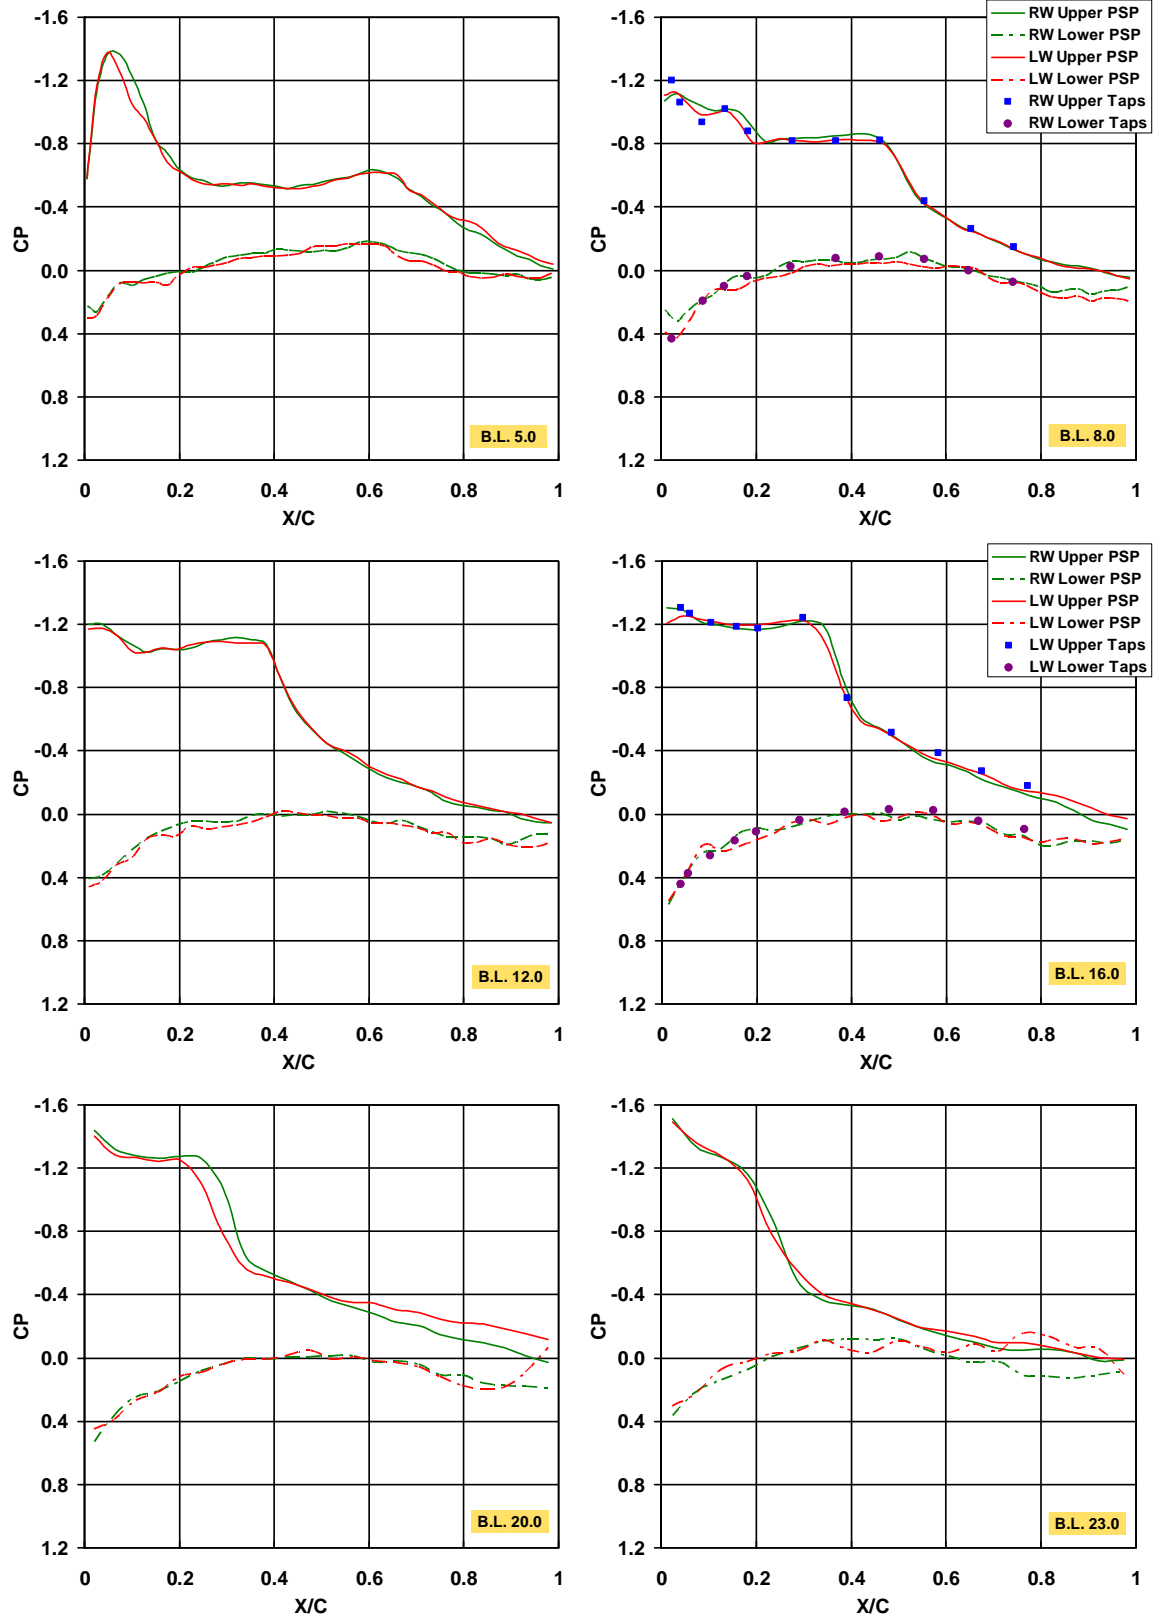 -1.6
-1.2
-0.8
-0.4
0.0
0.4
0.8
1.2
CP
0 0.2 0.4 0.6 0.8 1
X/C
B.L. 5.0
-1.6
-1.2
-0.8
-0.4
0.0
0.4
0.8
1.2
CP
0 0.2 0.4 0.6 0.8 1
X/C
B.L. 8.0
RW Upper PSP
RW Lower PSP
LW Upper PSP
LW Lower PSP
RW Upper Taps
RW Lower Taps
-1.6
-1.2
-0.8
-0.4
0.0
0.4
0.8
1.2
CP
0 0.2 0.4 0.6 0.8 1
X/C
B.L. 12.0
-1.6
-1.2
-0.8
-0.4
0.0
0.4
0.8
1.2
CP
0 0.2 0.4 0.6 0.8 1
X/C
B.L. 16.0
RW Upper PSP
RW Lower PSP
LW Upper PSP
LW Lower PSP
LW Upper Taps
LW Lower Taps
-1.6
-1.2
-0.8
-0.4
0.0
0.4
0.8
1.2
CP
0 0.2 0.4 0.6 0.8 1
X/C
B.L. 20.0
-1.6
-1.2
-0.8
-0.4
0.0
0.4
0.8
1.2
CP
0 0.2 0.4 0.6 0.8 1
X/C
B.L. 23.0